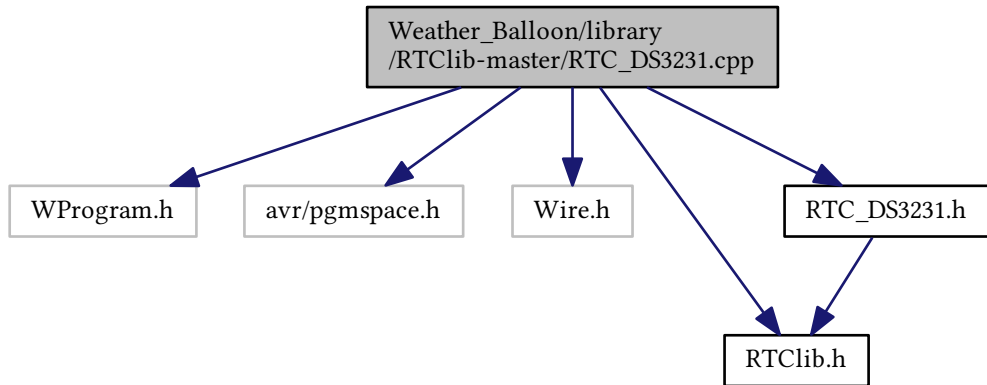 Weather_Balloon/library
/RTClib-master/RTC_DS3231.cpp
WProgram.h
avr/pgmspace.h
Wire.h
RTC_DS3231.h
RTClib.h